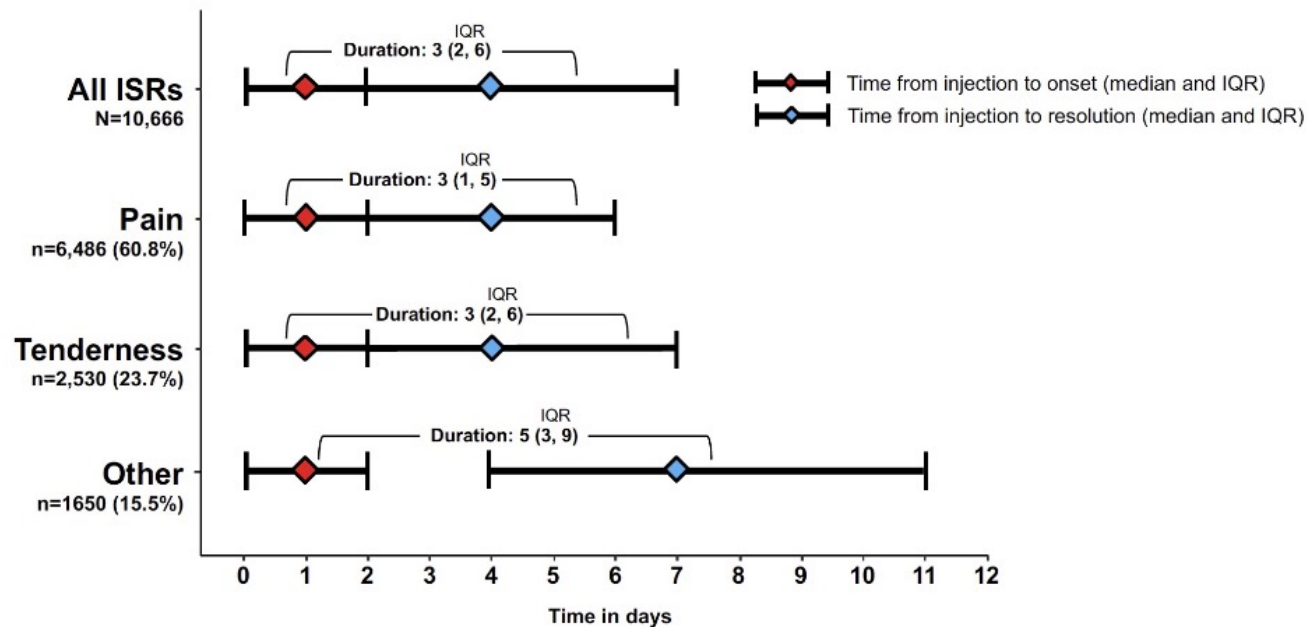 IQR
Duration: 3 (2, 6)
All ISRs
N=10,666
Time from injection to onset (median and IQR)
Time from injection to resolution (median and IQR)
IQR
Duration: 3 (1, 5)
Pain
n=6,486 (60.8%)
IQR
Duration: 3 (2, 6)
Tenderness
n=2,530 (23.7%)
IQR
Duration: 5 (3, 9)
Other
n=1650 (15.5%)
0 1 2 3 4 5 6 7 8 9 10 11 12
Time in days